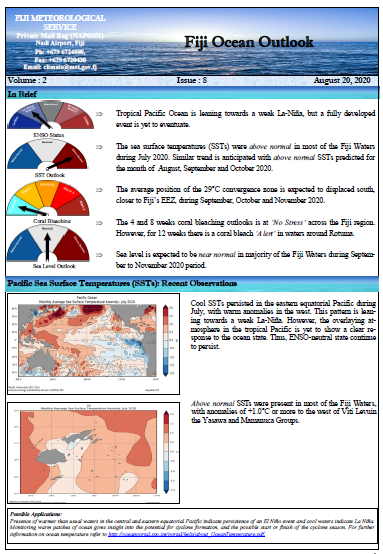 FIJI METEOROLOGICAL
SERVICE
Private Mail Bag (NAP0351)
Nadi Airport, Fiji
Ph: +679 6724888,
Fax: +679 6720430
Email: climate@met.gov.fj
Fiji Ocean Outlook
Volume : 2 Issue : 8 August 20, 2020
In Brief
⇒ Tropical Pacific Ocean is leaning towards a weak La-Niña, but a fully developed
event is yet to eventuate.
ENSO Status
⇒ The sea surface temperatures (SSTs) were above normal in most of the Fiji Waters
during July 2020. Similar trend is anticipated with above normal SSTs predicted for
the month of August, September and October 2020.
SST Outlook
⇒ The average position of the 29°C convergence zone is expected to displaced south,
closer to Fiji's EEZ, during September, October and November 2020.
Coral Bleaching
⇒ The 4 and 8 weeks coral bleaching outlooks is at 'No Stress' across the Fiji region.
However, for 12 weeks there is a coral bleach 'Alert' in waters around Rotuma.
⇒ Sea level is expected to be near normal in majority of the Fiji Waters during Septem-
ber to November 2020 period.
Sea Level Outlook
Pacific Sea Surface Temperatures (SSTs): Recent Observations
Pacific Ocean
Monthly Average Sea Surface Temperature Anomaly: July 2020
Cool SSTs persisted in the eastern equatorial Pacific during
July, with warm anomalies in the west. This pattern is lean-
ing towards a weak La-Niña. However, the overlaying at-
mosphere in the tropical Pacific is yet to show a clear re-
sponse to the ocean state. Thus, ENSO-neutral state continue
to persist.
Fiji
Monthly Average Sea Surface Temperature Anomaly: July 2020
Above normal SSTs were present in most of the Fiji Waters,
with anomalies of +1.0°C or more to the west of Viti Levu in
the Yasawa and Mamanuca Groups.
Possible Applications:
Presence of warmer than usual waters in the central and eastern equatorial Pacific indicate persistence of an El Niño event and cool waters indicate La Niña.
Monitoring warm patches of ocean gives insight into the potential for cyclone formation, and the possible start or finish of the cyclone season. For further
information on ocean temperature refer to http://oceanportal.spc.int/portal/help/about_OceanTemperature.pdf.